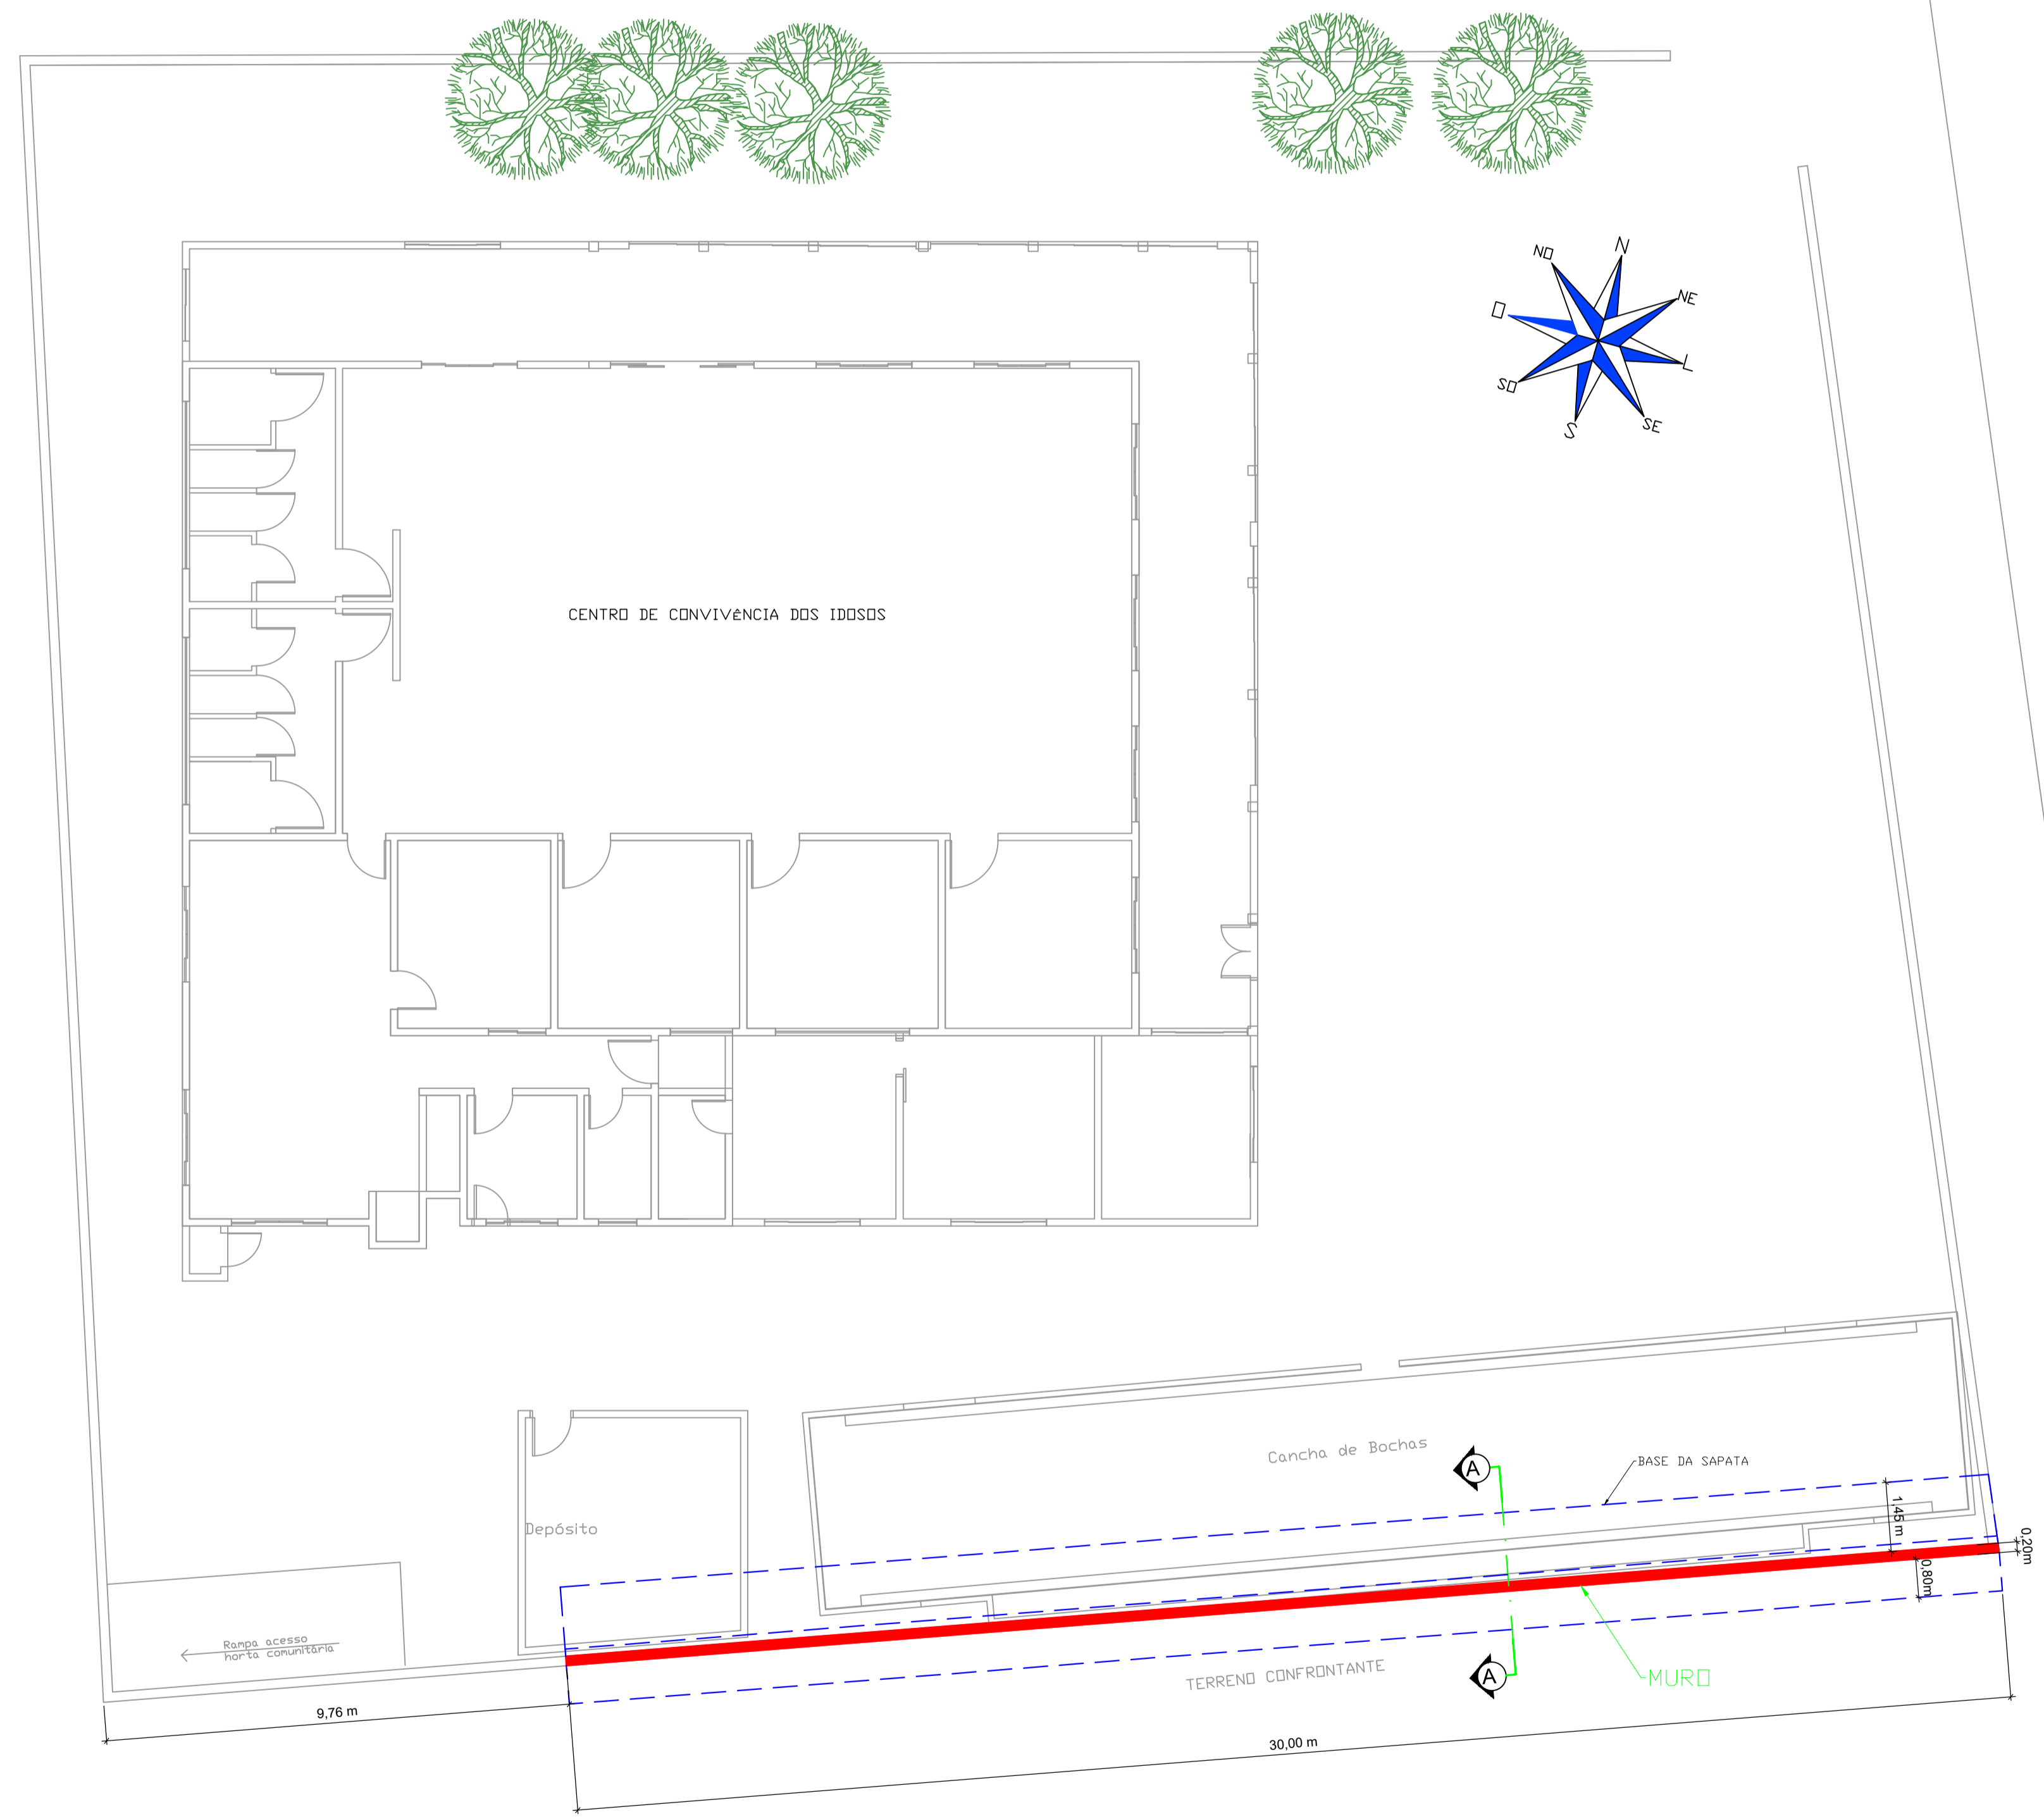 NO
N
NE
O
L
SO
S
SE
CENTRO DE CONVIVÊNCIA DOS IDOSOS
Cancha de Bochas
A
BASE DA SAPATA
1,45 m
0,20m
0,80m
Depósito
Rampa acesso
horta comunitária
TERRENO CONFRONTANTE
A
MURO
9,76 m
30,00 m